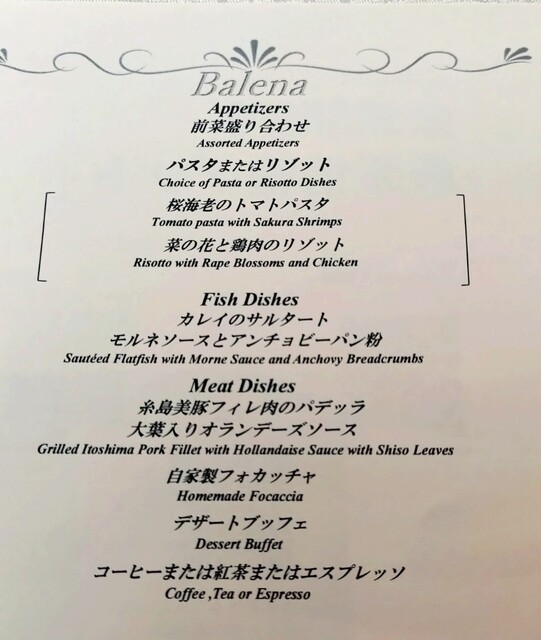 Balena
Appetizers
前菜盛り合わせ
Assorted Appetizers
パスタまたはリゾット
Choice of Pasta or Risotto Dishes
桜海老のトマトパスタ
Tomato pasta with Sakura Shrimps
菜の花と鶏肉のリゾット
Risotto with Rape Blossoms and Chicken
Fish Dishes
カレイのサルタート
モルネソースとアンチョビーパン粉
Sautéed Flatfish with Morne Sauce and Anchovy Breadcrumbs
Meat Dishes
糸島美豚フィレ肉のパデッラ
大葉入りオランデーズソース
Grilled Itoshima Pork Fillet with Hollandaise Sauce with Shiso Leaves
自家製フォカッチャ
Homemade Focaccia
デザートブッフェ
Dessert Buffet
コーヒーまたは紅茶またはエスプレッソ
Coffee ,Tea or Espresso